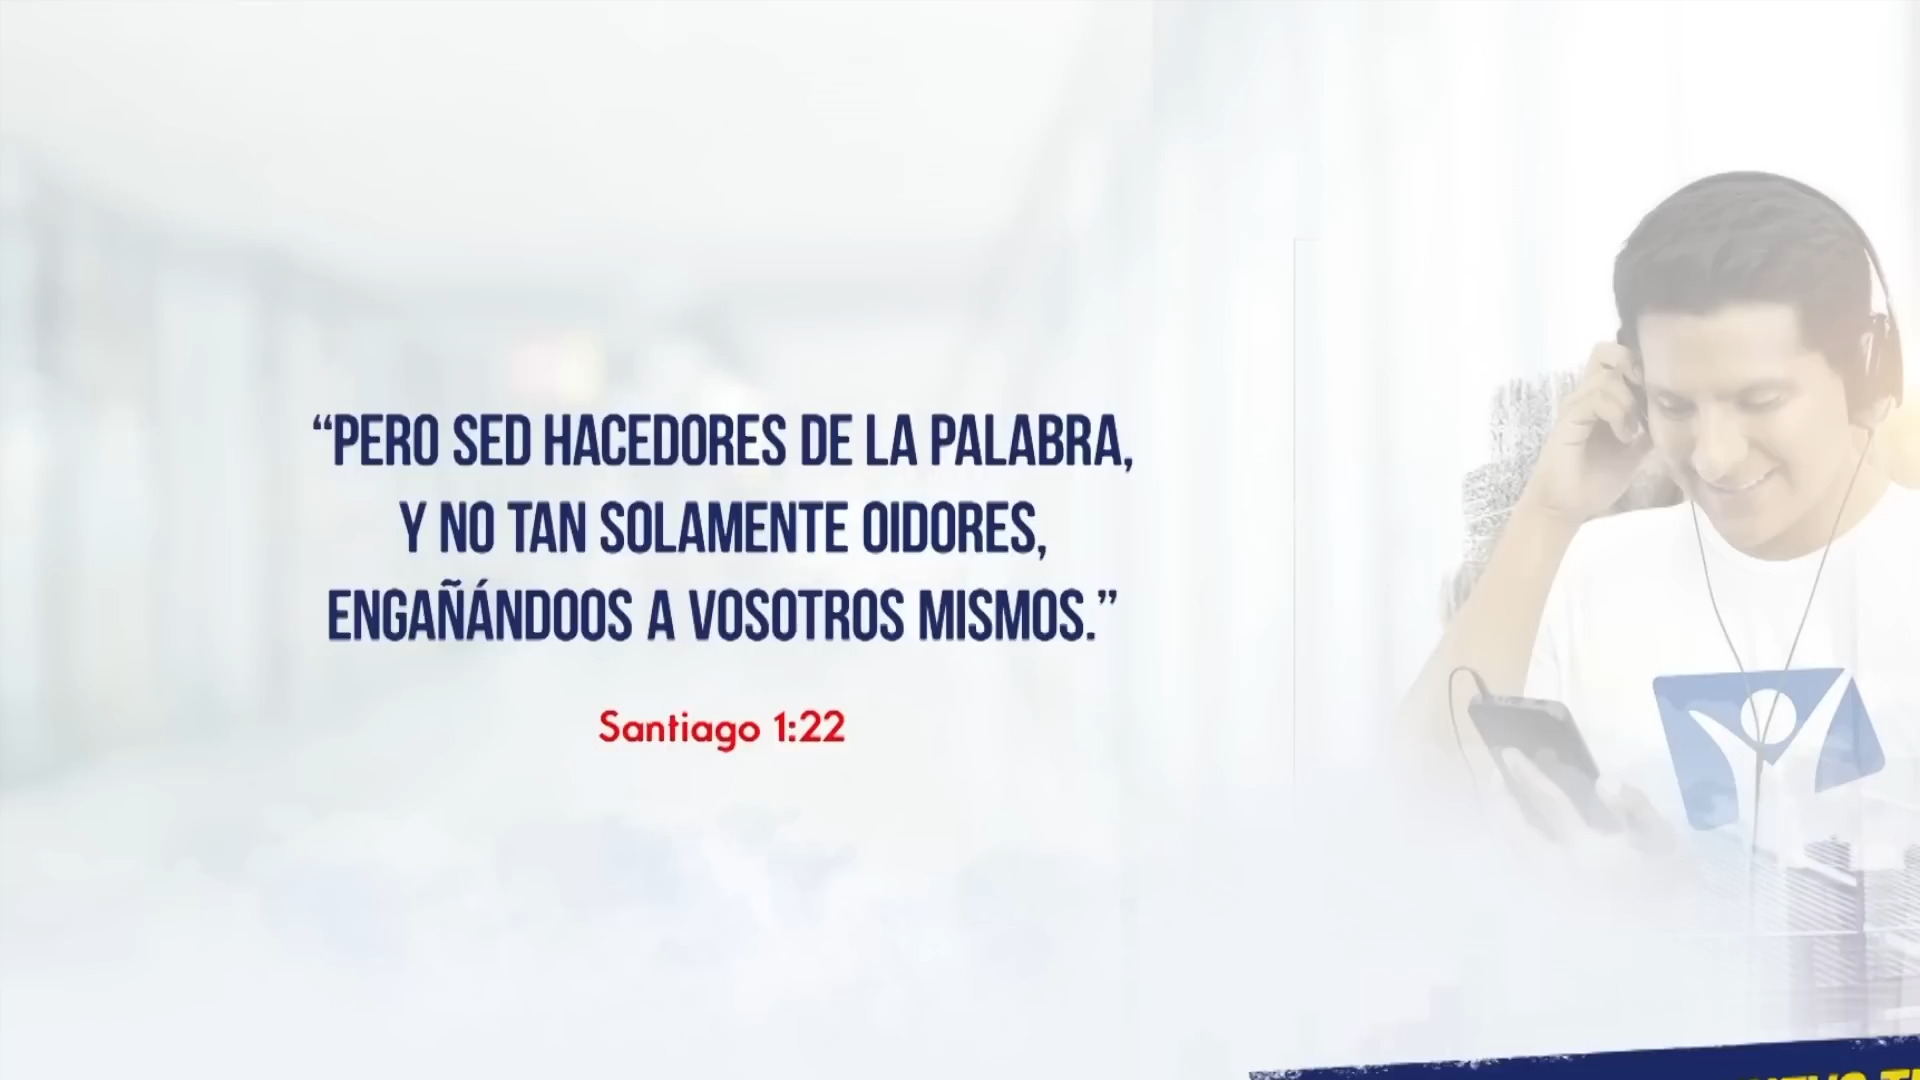 “PERO SED HACEDORES DE LA PALABRA,
Y NO TAN SOLAMENTE OIDORES,
ENGAÑÁNDOOS A VOSOTROS MISMOS.”
Santiago 1:22